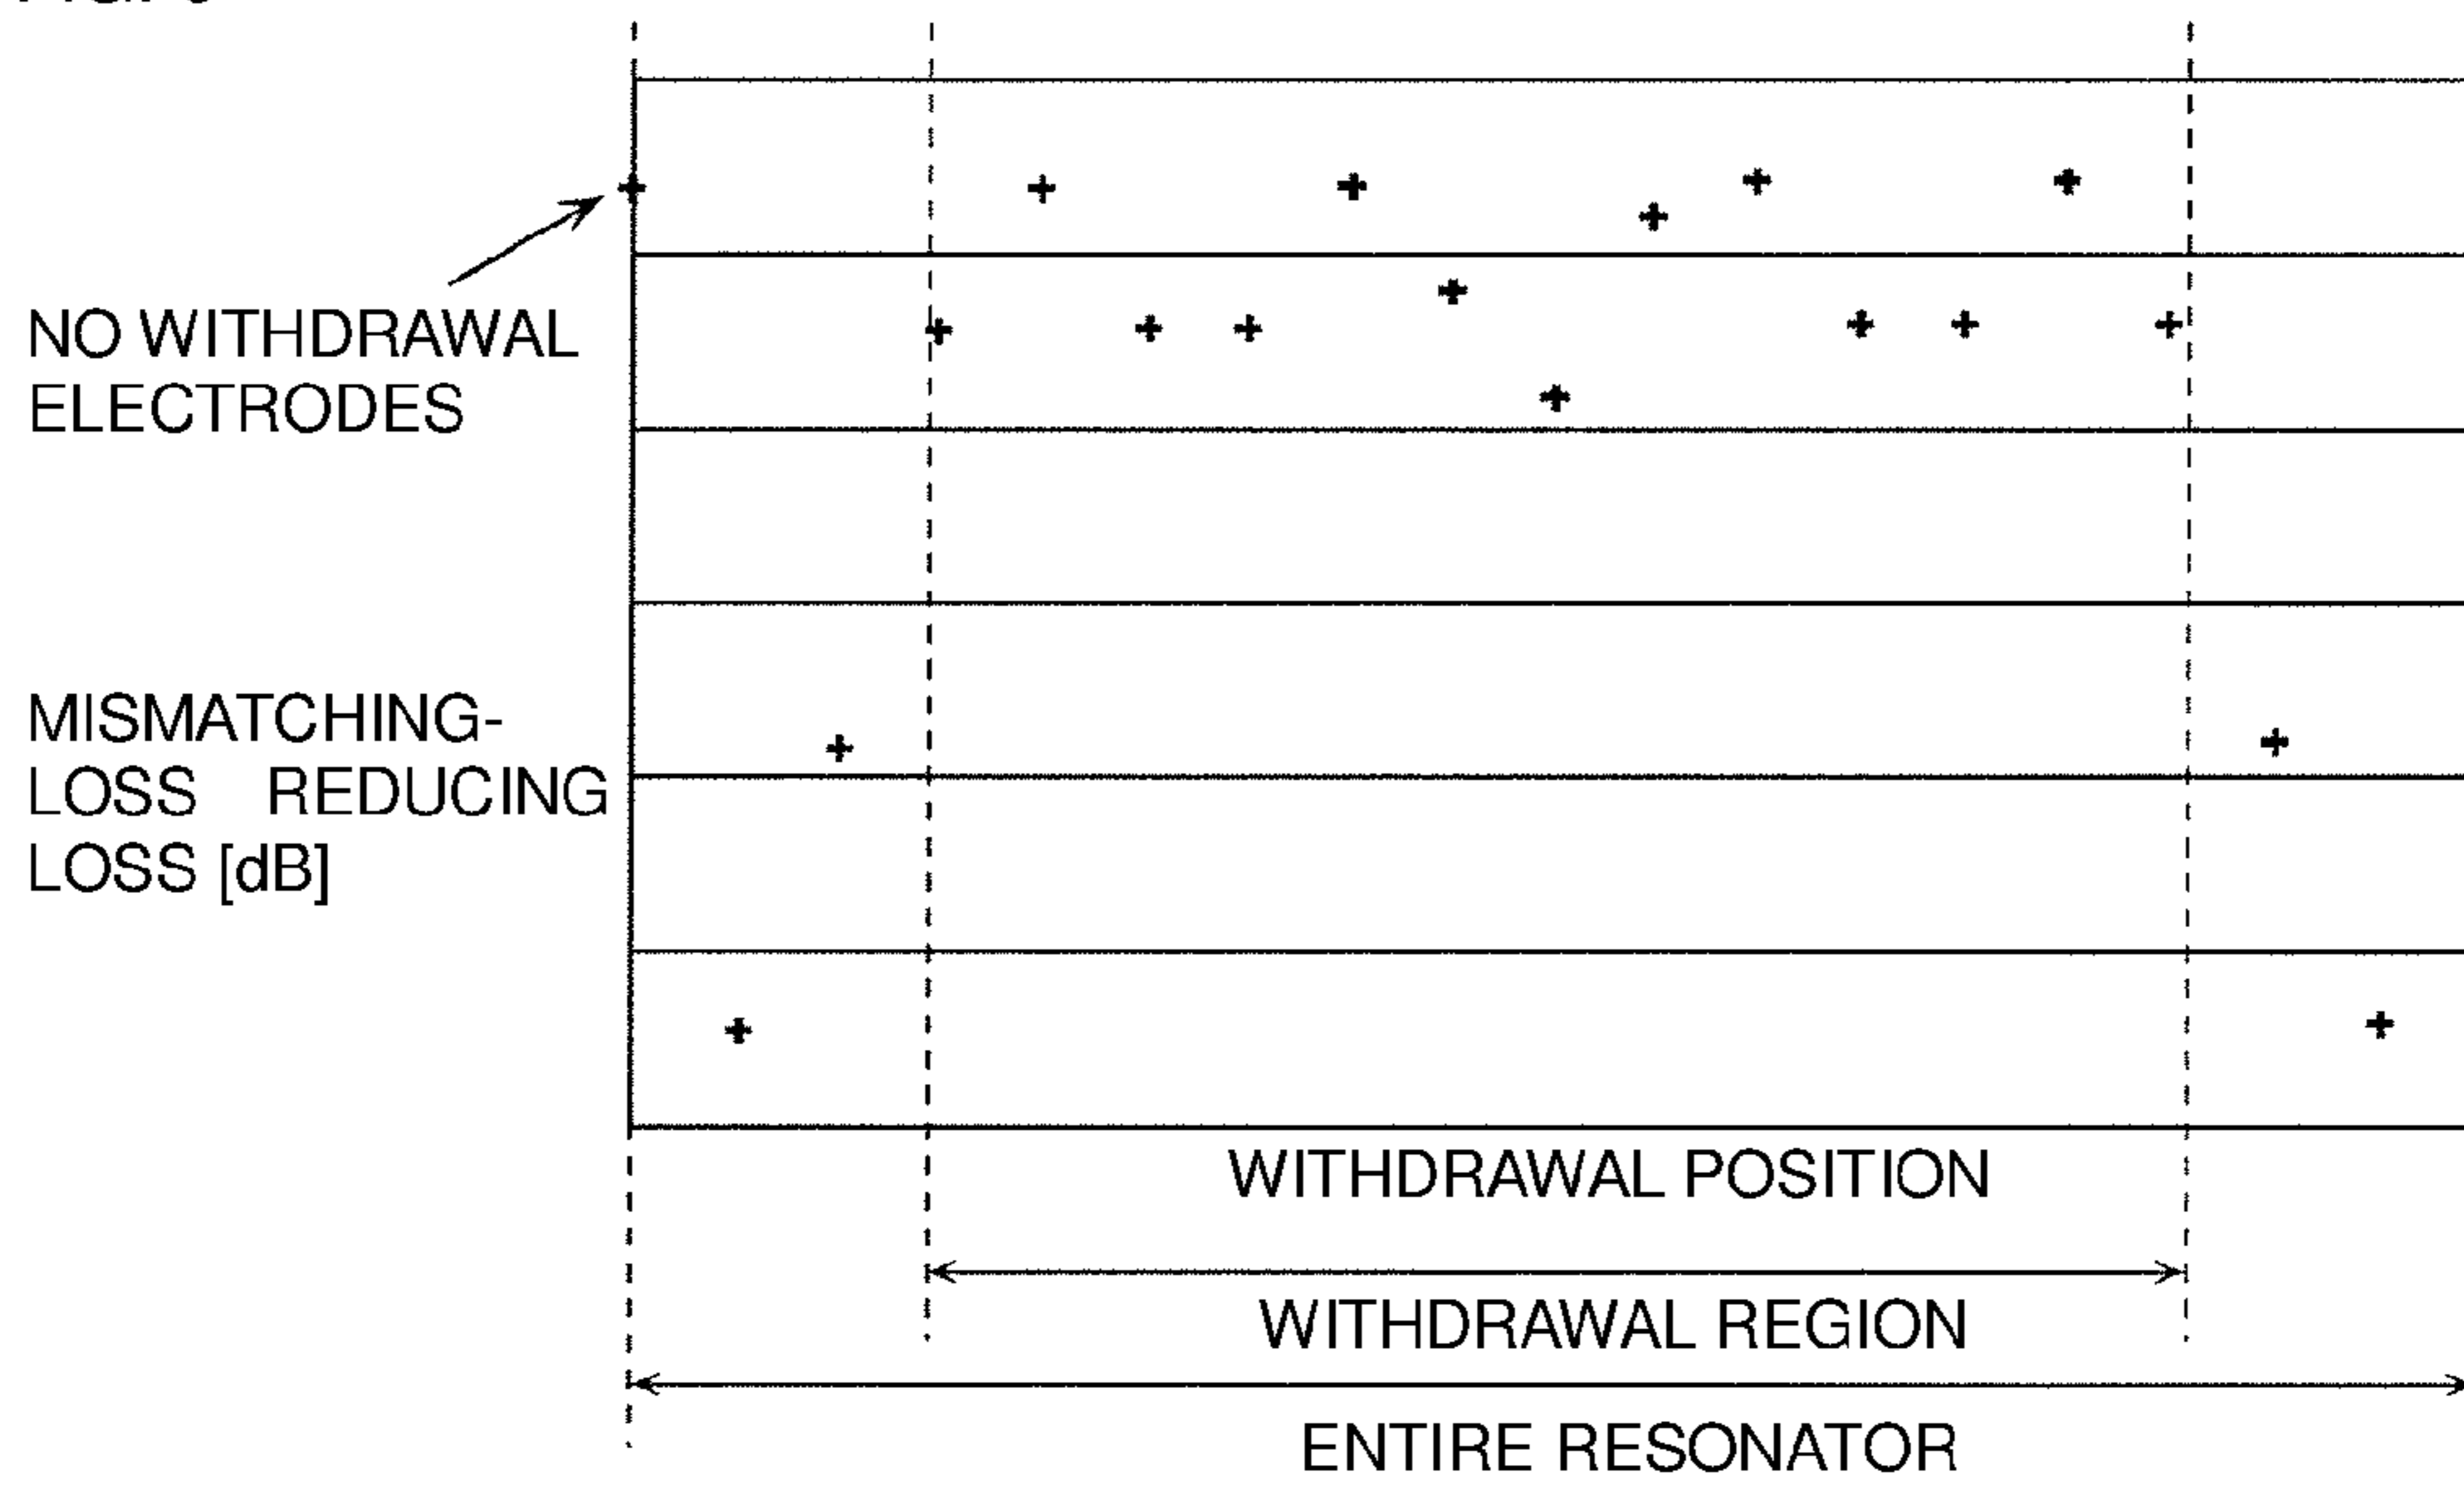 NO WITHDRAWAL
ELECTRODES
MISMATCHING-
LOSS REDUCING
LOSS [dB]
WITHDRAWAL POSITION
WITHDRAWAL REGION
ENTIRE RESONATOR